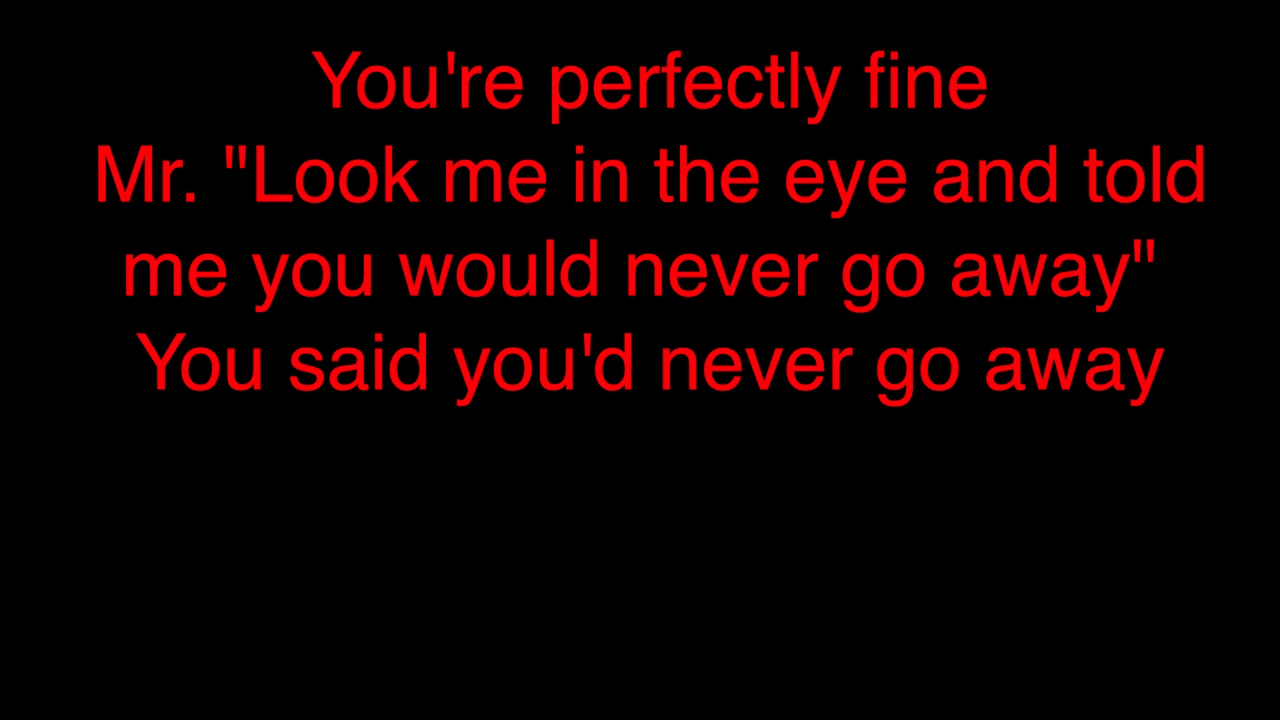 You're perfectly fine
Mr. "Look me in the eye and told
me you would never go away"
You said you'd never go away